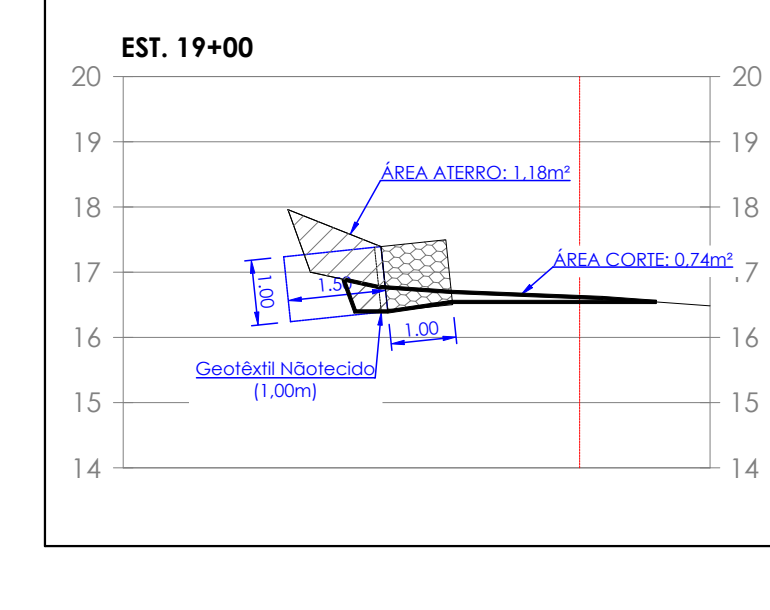 EST. 19+00
20 20
19 19
ÁREA ATERRO: 1,18m²
18 18
ÁREA CORTE: 0,74m²
17 7
1.00
1.5
16 16
1.00
Geotêxtil Nãotecido
(1,00m)
15 15
14 14